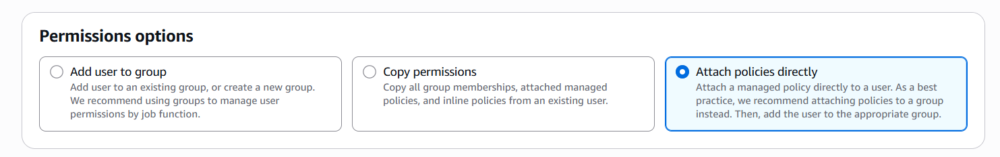 Permissions options
Add user to group
Add user to an existing group, or create a new group.
We recommend using groups to manage user
permissions by job function.
Copy permissions
Copy all group memberships, attached managed
policies, and inline policies from an existing user.
Attach policies directly
Attach a managed policy directly to a user. As a best
practice, we recommend attaching policies to a group
instead. Then, add the user to the appropriate group.